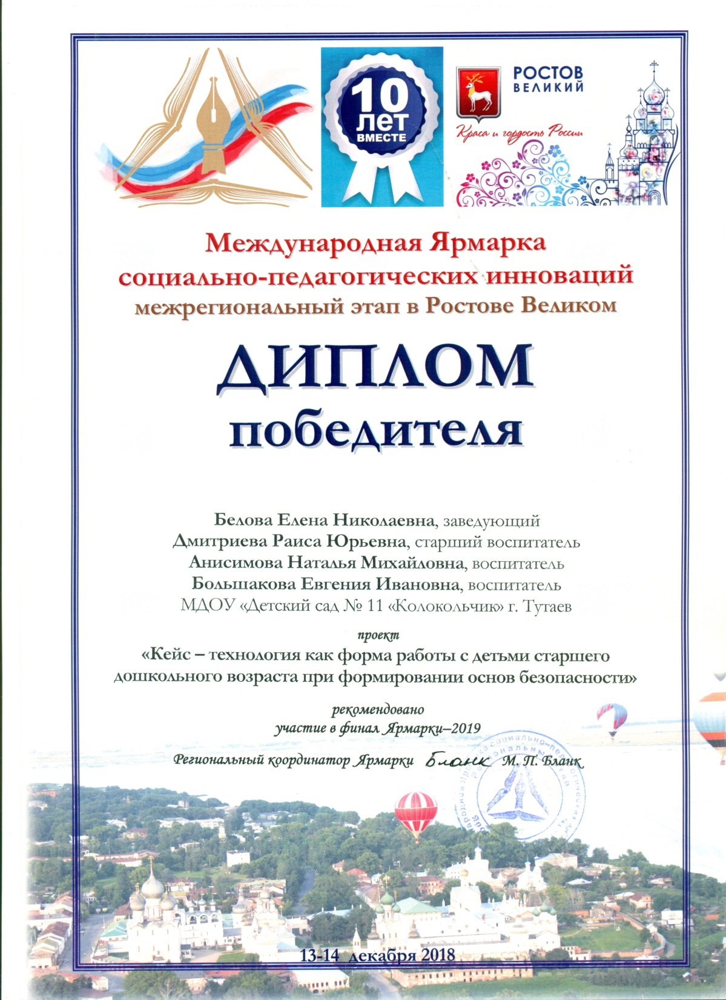 10
лет
ВМЕСТЕ
РОСТОВ
ВЕЛИКИЙ
Краса и гордость России
Международная Ярмарка
социально-педагогических инноваций
межрегиональный этап в Ростове Великом
ДИПЛОМ
победителя
Белова Елена Николаевна, заведующий
Дмитриева Раиса Юрьевна, старший воспитатель
Анисимова Наталья Михайловна, воспитатель
Большакова Евгения Ивановна, воспитатель
МДОУ «Детский сад № 11 «Колокольчик» г. Тутаев
проект
«Кейс – технология как форма работы с детьми старшего
дошкольного возраста при формировании основ безопасности»
рекомендовано
участие в финал Ярмарки–2019
Региональный координатор Ярмарки Бланк М. П. Бланк
13-14 декабря 2018